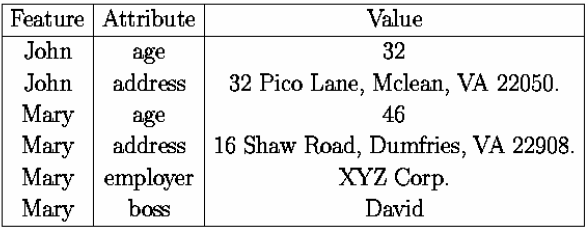 Feature Attribute Value
John age 32
John address 32 Pico Lane, Mclean, VA 22050.
Mary age 46
Mary address 16 Shaw Road, Dumfries, VA 22908.
Mary employer XYZ Corp.
Mary boss David